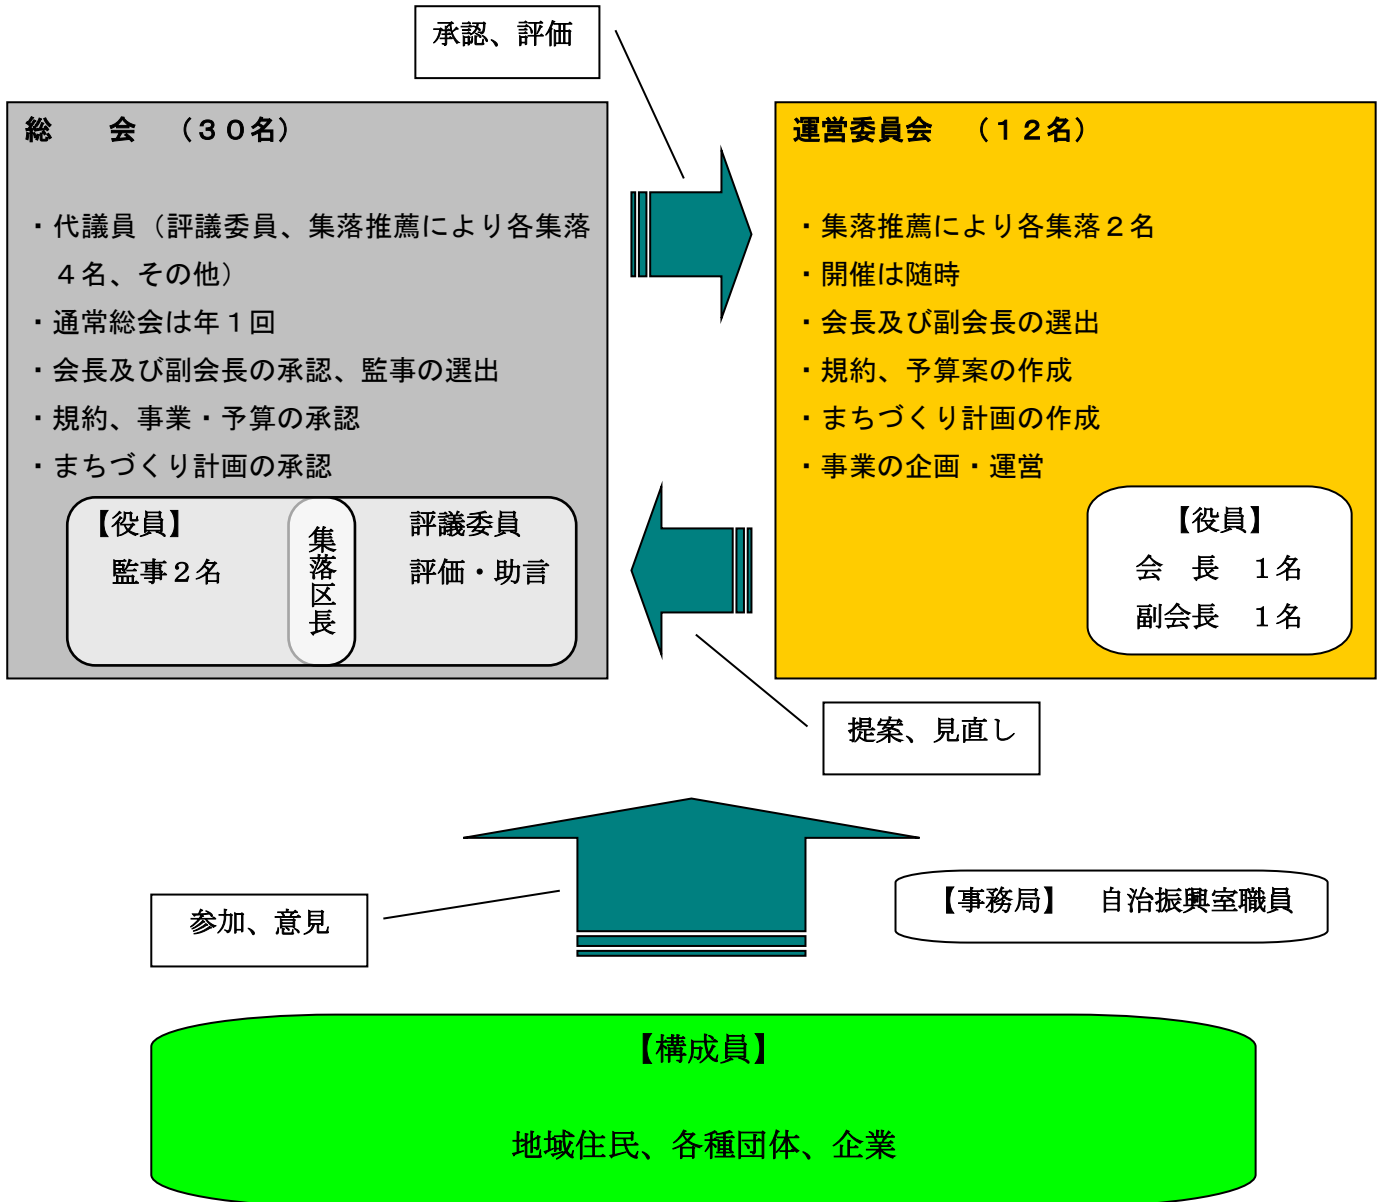 承認、評価
総　　会　（３０名）
・代議員（評議委員、集落推薦により各集落
４名、その他）
・通常総会は年１回
・会長及び副会長の承認、監事の選出
・規約、事業・予算の承認
・まちづくり計画の承認
【役員】
監事２名
集落区長
評議委員
評価・助言
運営委員会　（１２名）
・集落推薦により各集落２名
・開催は随時
・会長及び副会長の選出
・規約、予算案の作成
・まちづくり計画の作成
・事業の企画・運営
【役員】
会　長　１名
副会長　１名
提案、見直し
参加、意見
【事務局】　自治振興室職員
【構成員】
地域住民、各種団体、企業